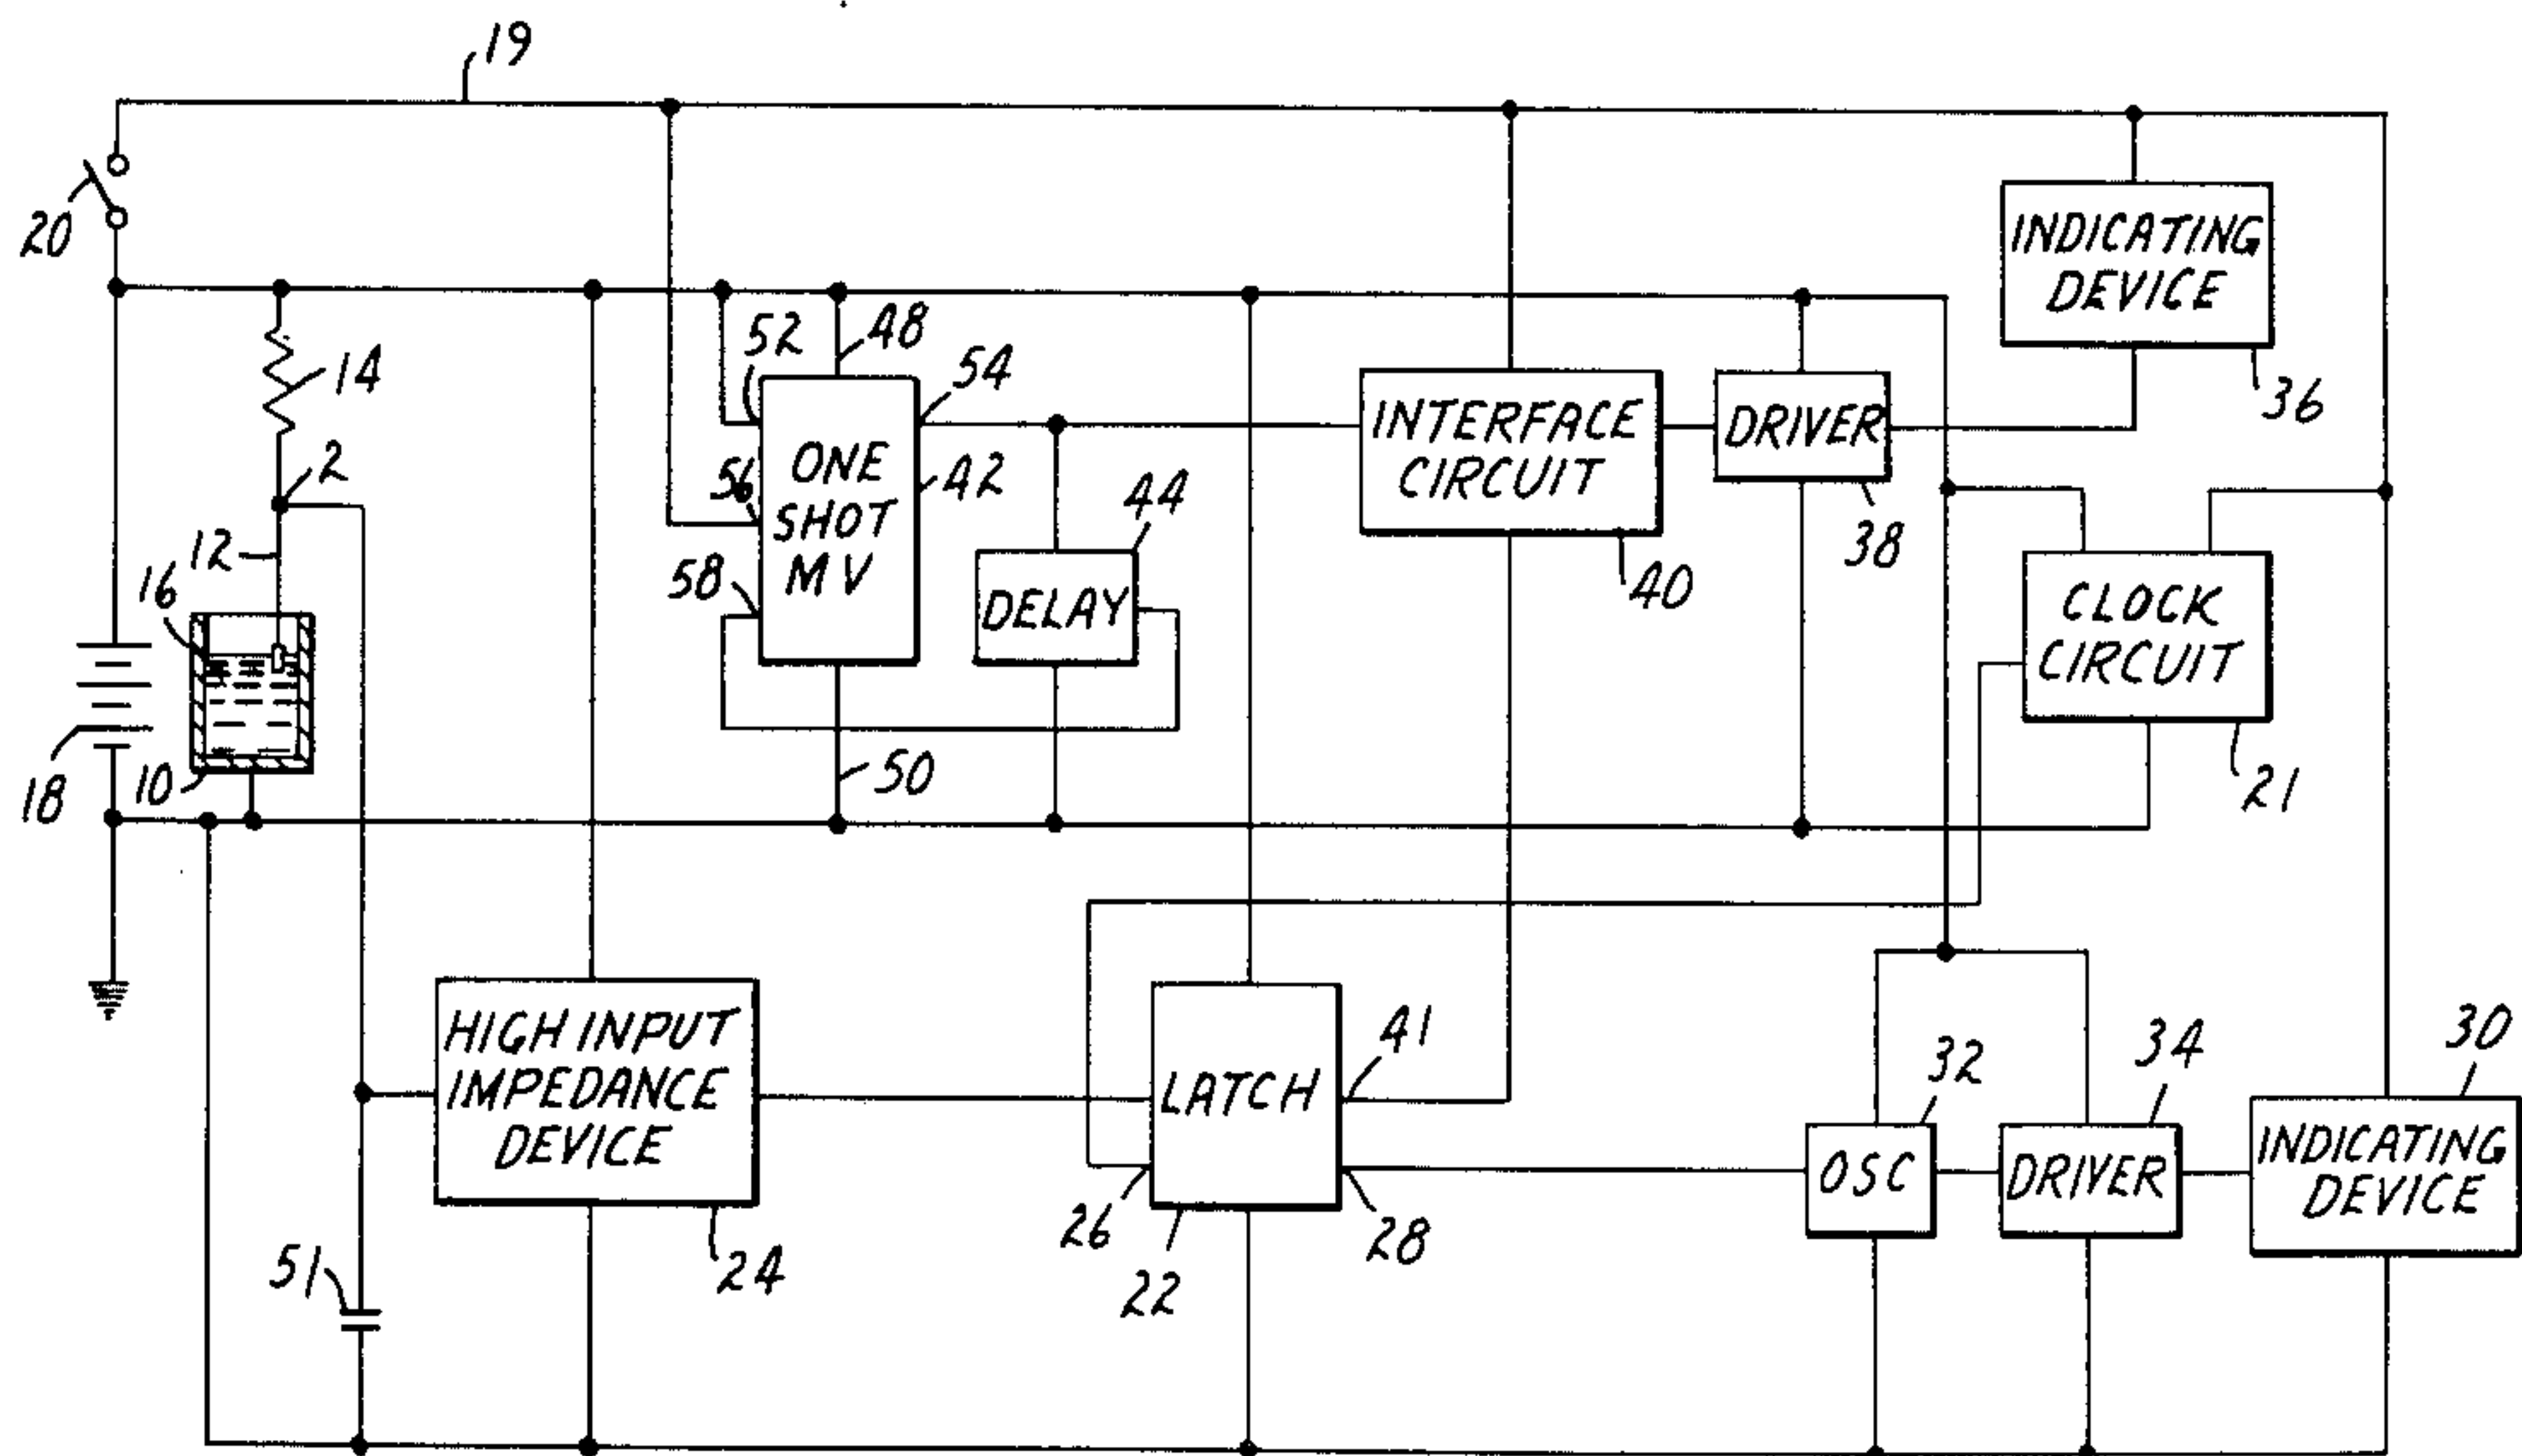 19
20
INDICATING
DEVICE
36
52
48
54
14
2
ONE
SHOT
MV
56
42
INTERFACE
CIRCUIT
40
DRIVER
38
44
DELAY
58
12
16
CLOCK
CIRCUIT
21
18
10
50
HIGH INPUT
IMPEDANCE
DEVICE
24
LATCH
41
26
22
28
32
OSC
34
DRIVER
30
INDICATING
DEVICE
51